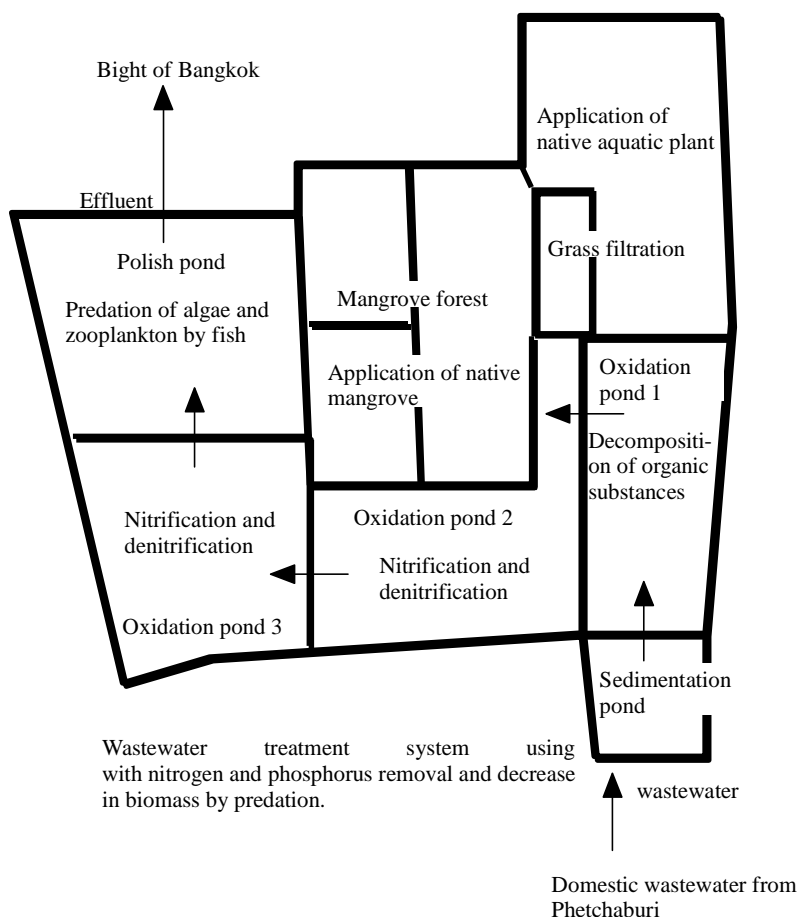 Bight of Bangkok
Application of
native aquatic plant
Effluent
Polish pond
Grass filtration
Predation of algae and
zooplankton by fish
Mangrove forest
Application of native
mangrove
Oxidation
pond 1
Decompositi-
on of organic
substances
Nitrification and
denitrification
Oxidation pond 2
Nitrification and
denitrification
Oxidation pond 3
Sedimentation
pond
Wastewater treatment system using
with nitrogen and phosphorus removal and decrease
in biomass by predation.
wastewater
Domestic wastewater from
Phetchaburi